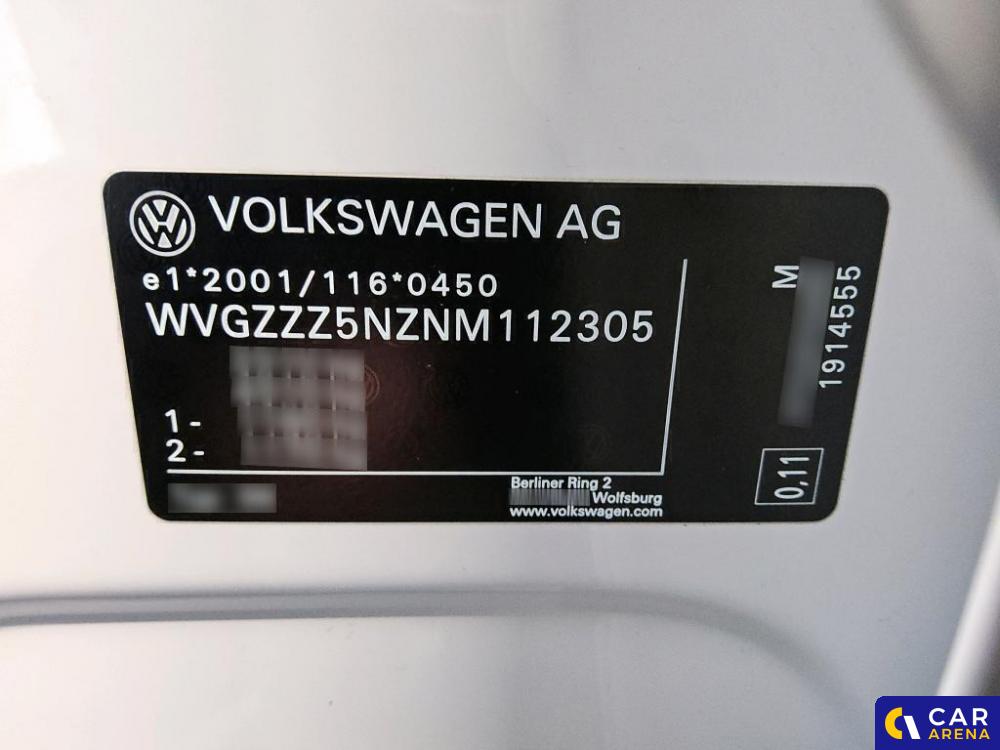 VOLKSWAGEN AG
e1*2001/116*0450
WVGZZZ5NZNM112305
1-
2-
Berliner Ring 2
Wolfsburg
www.volkswagen.com
M
1914555
0,11
CAR
ARENA